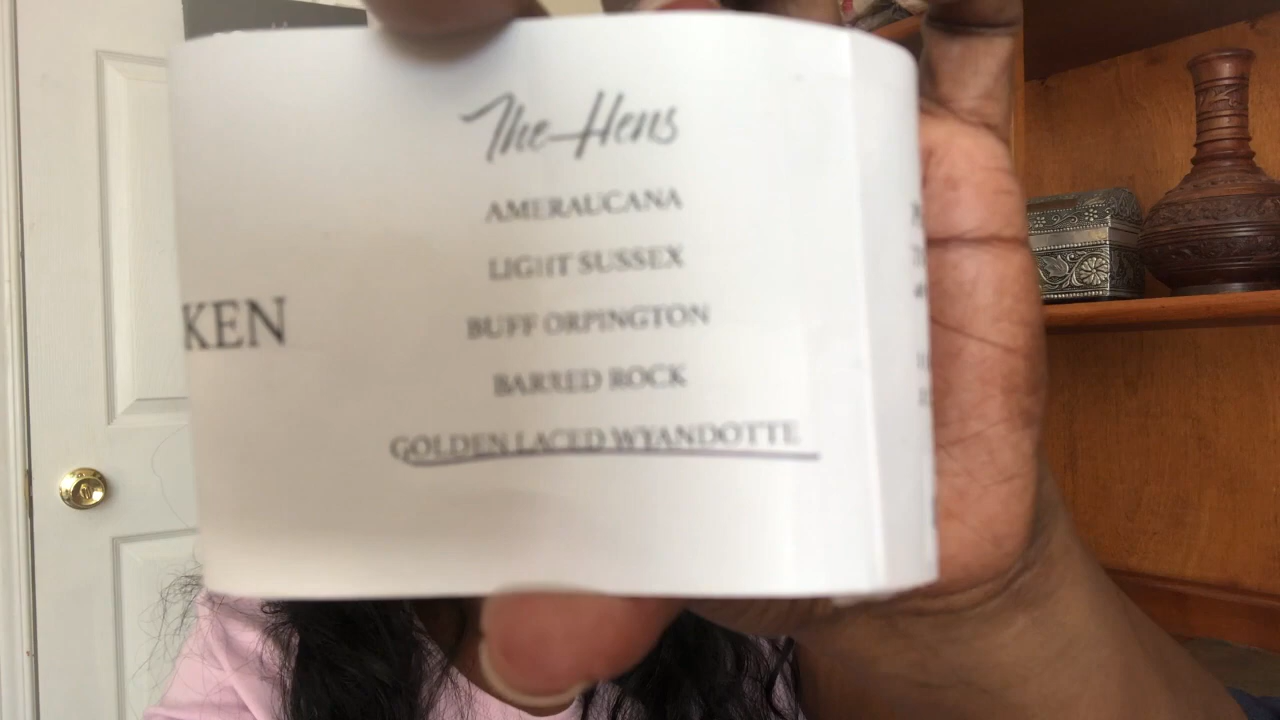 The Hens
AMERAUCANA
LIGHT SUSSEX
KEN
BUFF ORPINGTON
BARRED ROCK
GOLDEN LACED WYANDOTTE